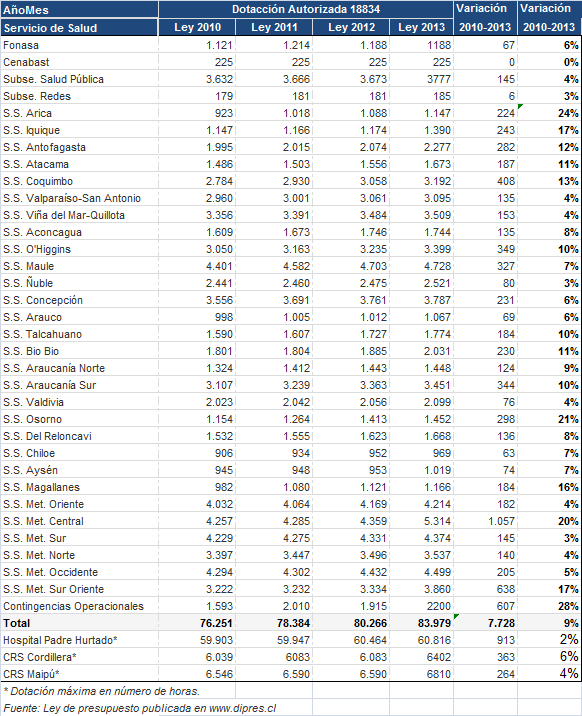 AñoMes Dotacción Autorizada 18834 Variación Variación
Servicio de Salud Ley 2010 Ley 2011 Ley 2012 Ley 2013 2010-2013 2010-2013
Fonasa 1.121 1.214 1.188 1188 67 6%
Cenabast 225 225 225 225 0 0%
Subse. Salud Pública 3.632 3.666 3.673 3777 145 4%
Subse. Redes 179 181 181 185 6 3%
S.S. Arica 923 1.018 1.088 1.147 224 24%
S.S. Iquique 1.147 1.166 1.174 1.390 243 17%
S.S. Antofagasta 1.995 2.015 2.074 2.277 282 12%
S.S. Atacama 1.486 1.503 1.556 1.673 187 11%
S.S. Coquimbo 2.784 2.930 3.058 3.192 408 13%
S.S. Valparaíso-San Antonio 2.960 3.001 3.061 3.095 135 4%
S.S. Viña del Mar-Quillota 3.356 3.391 3.484 3.509 153 4%
S.S. Aconcagua 1.609 1.673 1.746 1.744 135 8%
S.S. O'Higgins 3.050 3.163 3.235 3.399 349 10%
S.S. Maule 4.401 4.582 4.703 4.728 327 7%
S.S. Ñuble 2.441 2.460 2.475 2.521 80 3%
S.S. Concepción 3.556 3.691 3.761 3.787 231 6%
S.S. Arauco 998 1.005 1.012 1.067 69 6%
S.S. Talcahuano 1.590 1.607 1.727 1.774 184 10%
S.S. Bio Bio 1.801 1.804 1.885 2.031 230 11%
S.S. Araucanía Norte 1.324 1.412 1.443 1.448 124 9%
S.S. Araucanía Sur 3.107 3.239 3.363 3.451 344 10%
S.S. Valdivia 2.023 2.042 2.056 2.099 76 4%
S.S. Osorno 1.154 1.264 1.413 1.452 298 21%
S.S. Del Reloncavi 1.532 1.555 1.623 1.668 136 8%
S.S. Chiloe 906 934 952 969 63 7%
S.S. Aysén 945 948 953 1.019 74 7%
S.S. Magallanes 982 1.080 1.121 1.166 184 16%
S.S. Met. Oriente 4.032 4.064 4.169 4.214 182 4%
S.S. Met. Central 4.257 4.285 4.359 5.314 1.057 20%
S.S. Met. Sur 4.229 4.275 4.331 4.374 145 3%
S.S. Met. Norte 3.397 3.447 3.496 3.537 140 4%
S.S. Met. Occidente 4.294 4.302 4.432 4.499 205 5%
S.S. Met. Sur Oriente 3.222 3.232 3.334 3.860 638 17%
Contingencias Operacionales 1.593 2.010 1.915 2200 607 28%
Total 76.251 78.384 80.266 83.979 7.728 9%
Hospital Padre Hurtado* 59.903 59.947 60.464 60.816 913 2%
CRS Cordillera* 6.039 6083 6.083 6402 363 6%
CRS Maipú* 6.546 6.590 6.590 6810 264 4%
* Dotación máxima en número de horas.
Fuente: Ley de presupuesto publicada en www.dipres.cl